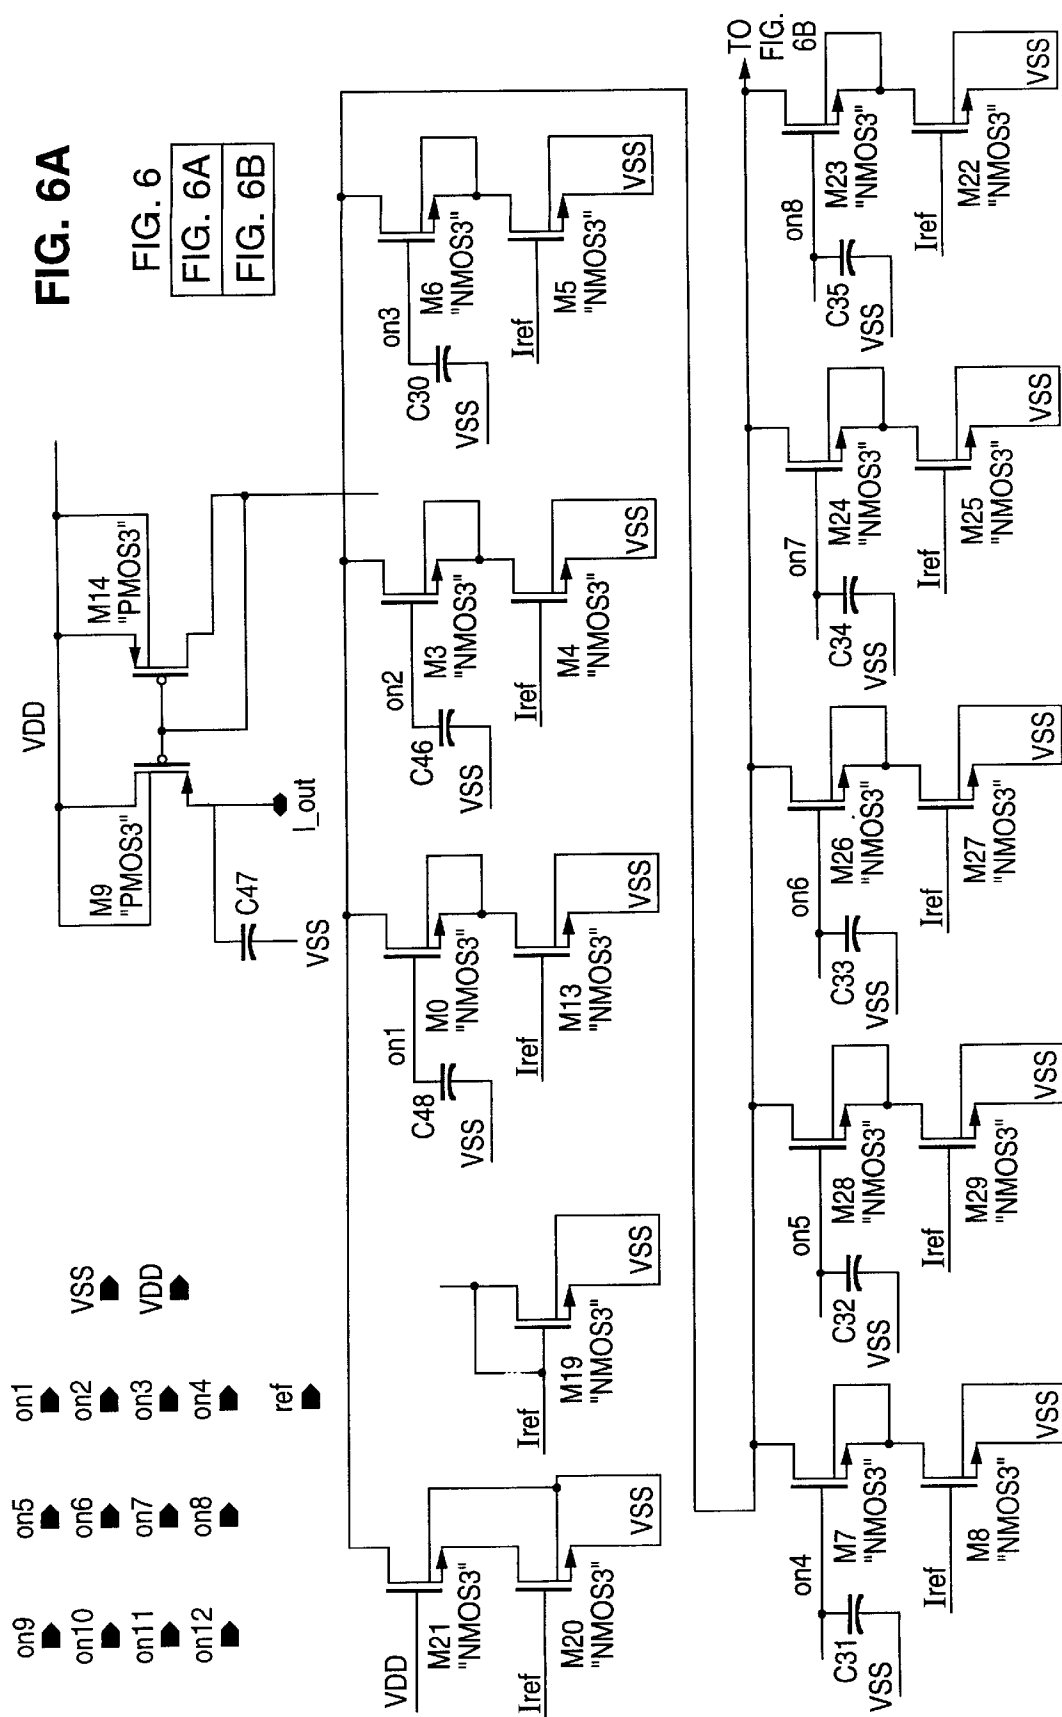 FIG. 6A
FIG. 6
FIG. 6A
FIG. 6B
on9
on10
on11
on12
on5
on6
on7
on8
on1
on2
on3
on4
ref
VSS
VDD
VDD
M9
"PMOS3"
M14
"PMOS3"
C47
VSS
I_out
VDD
M21
"NMOS3"
Iref
M20
"NMOS3"
VSS
Iref
M19
"NMOS3"
VSS
on1
C48
VSS
M0
"NMOS3"
Iref
M13
"NMOS3"
VSS
on2
C46
VSS
M3
"NMOS3"
Iref
M4
"NMOS3"
VSS
on3
C30
VSS
M6
"NMOS3"
Iref
M5
"NMOS3"
VSS
on4
C31
VSS
M7
"NMOS3"
Iref
M8
"NMOS3"
VSS
on5
C32
VSS
M28
"NMOS3"
Iref
M29
"NMOS3"
VSS
on6
C33
VSS
M26
"NMOS3"
Iref
M27
"NMOS3"
VSS
on7
C34
VSS
M24
"NMOS3"
Iref
M25
"NMOS3"
VSS
on8
C35
VSS
M23
"NMOS3"
Iref
M22
"NMOS3"
VSS
TO
FIG.
6B